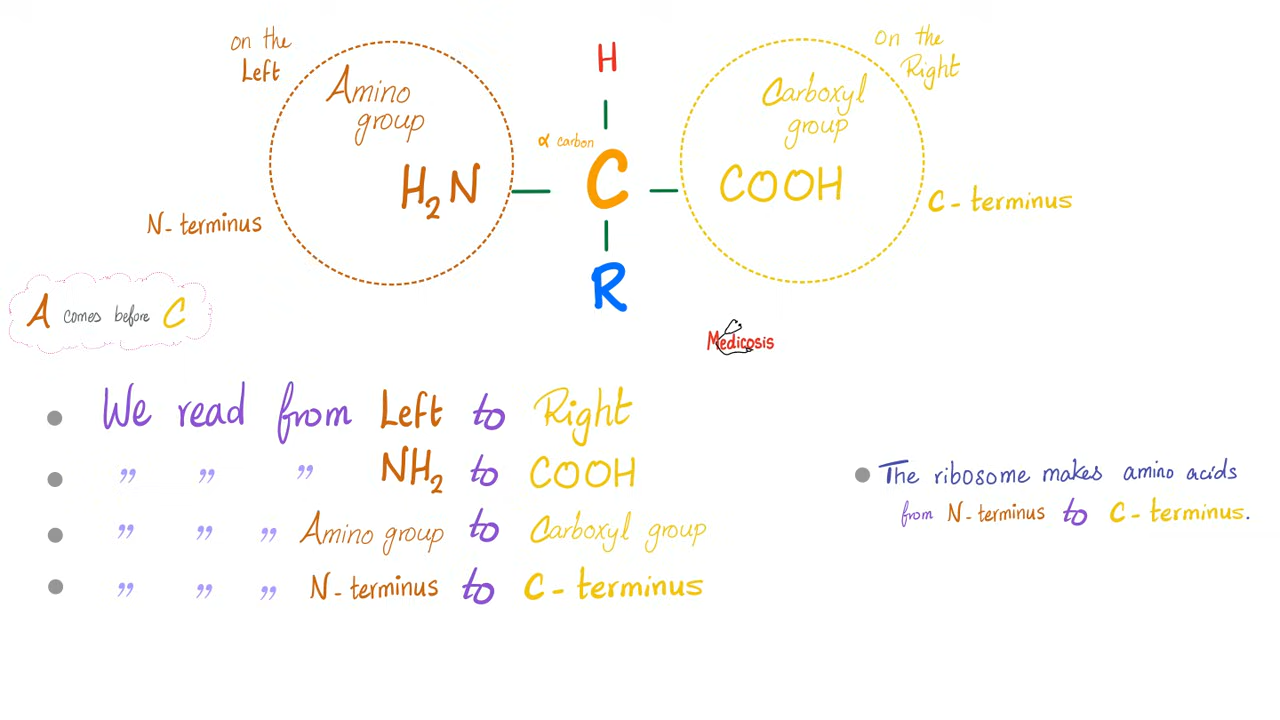 on the
Left
Amino
group
H₂N
N-terminus
H
α carbon
C
R
on the
Right
Carboxyl
group
COOH
C-terminus
A comes before C
Medicosis
We read from Left to Right
” ” ” NH₂ to COOH
” ” ” Amino group to Carboxyl group
” ” ” N-terminus to C-terminus
The ribosome makes amino acids
from N-terminus to C-terminus.